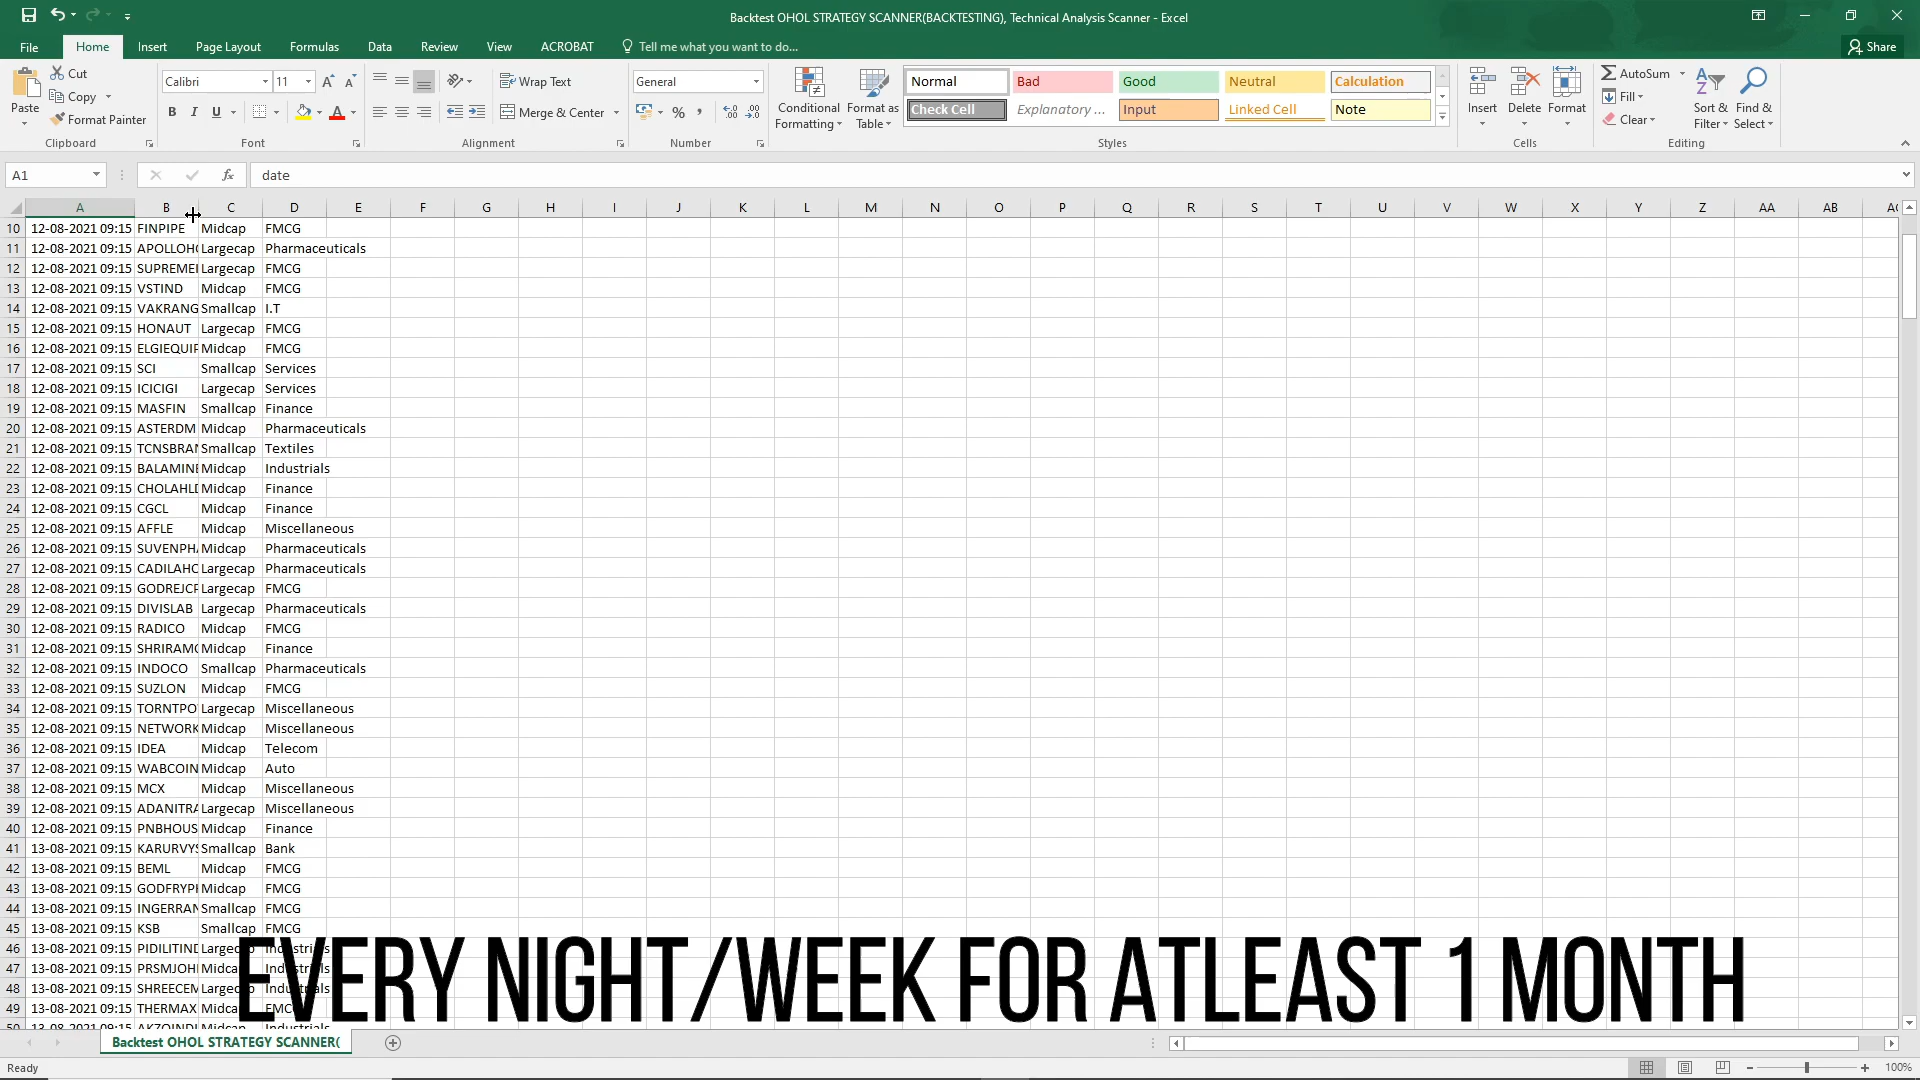 Backtest OHOL STRATEGY SCANNER(BACKTESTING), Technical Analysis Scanner - Excel
File Home Insert Page Layout Formulas Data Review View ACROBAT Tell me what you want to do... Share
Cut
Copy
Format Painter
Paste
Clipboard
Calibri 11
B I U
Font
Wrap Text
Merge & Center
Alignment
General
%
Number
Conditional Formatting
Format as Table
Normal Bad Good Neutral Calculation
Check Cell Explanatory ... Input Linked Cell Note
Styles
Insert Delete Format
Cells
AutoSum
Fill
Clear
Sort & Filter
Find & Select
Editing
A1 fx date
A B C D E F G H I J K L M N O P Q R S T U V W X Y Z AA AB AC
10 12-08-2021 09:15 FINPIPE Midcap FMCG
11 12-08-2021 09:15 APOLLOH Largecap Pharmaceuticals
12 12-08-2021 09:15 SUPREME Largecap FMCG
13 12-08-2021 09:15 VSTIND Midcap FMCG
14 12-08-2021 09:15 VAKRANG Smallcap I.T
15 12-08-2021 09:15 HONAUT Largecap FMCG
16 12-08-2021 09:15 ELGIEQUIP Midcap FMCG
17 12-08-2021 09:15 SCI Smallcap Services
18 12-08-2021 09:15 ICICIGI Largecap Services
19 12-08-2021 09:15 MASFIN Smallcap Finance
20 12-08-2021 09:15 ASTERDM Midcap Pharmaceuticals
21 12-08-2021 09:15 TCNSBRAN Smallcap Textiles
22 12-08-2021 09:15 BALAMINE Midcap Industrials
23 12-08-2021 09:15 CHOLAHLD Midcap Finance
24 12-08-2021 09:15 CGCL Midcap Finance
25 12-08-2021 09:15 AFFLE Midcap Miscellaneous
26 12-08-2021 09:15 SUVENPHA Midcap Pharmaceuticals
27 12-08-2021 09:15 CADILAHC Largecap Pharmaceuticals
28 12-08-2021 09:15 GODREJCP Largecap FMCG
29 12-08-2021 09:15 DIVISLAB Largecap Pharmaceuticals
30 12-08-2021 09:15 RADICO Midcap FMCG
31 12-08-2021 09:15 SHRIRAMC Midcap Finance
32 12-08-2021 09:15 INDOCO Smallcap Pharmaceuticals
33 12-08-2021 09:15 SUZLON Midcap FMCG
34 12-08-2021 09:15 TORNTPO Largecap Miscellaneous
35 12-08-2021 09:15 NETWORK Midcap Miscellaneous
36 12-08-2021 09:15 IDEA Midcap Telecom
37 12-08-2021 09:15 WABCOIN Midcap Auto
38 12-08-2021 09:15 MCX Midcap Miscellaneous
39 12-08-2021 09:15 ADANITRA Largecap Miscellaneous
40 12-08-2021 09:15 PNBHOUS Midcap Finance
41 13-08-2021 09:15 KARURVYS Smallcap Bank
42 13-08-2021 09:15 BEML Midcap FMCG
43 13-08-2021 09:15 GODFRYPH Midcap FMCG
44 13-08-2021 09:15 INGERRAN Smallcap FMCG
45 13-08-2021 09:15 KSB Smallcap FMCG
46 13-08-2021 09:15 PIDILITIND Largecap Industrials
47 13-08-2021 09:15 PRSMJOH Midcap Industrials
48 13-08-2021 09:15 SHREECEM Largecap Industrials
49 13-08-2021 09:15 THERMAX Midcap FMCG
50 13-08-2021 09:15 AKZOINDI Midcap Industrials
EVERY NIGHT/WEEK FOR ATLEAST 1 MONTH
Backtest OHOL STRATEGY SCANNER(
Ready 100%